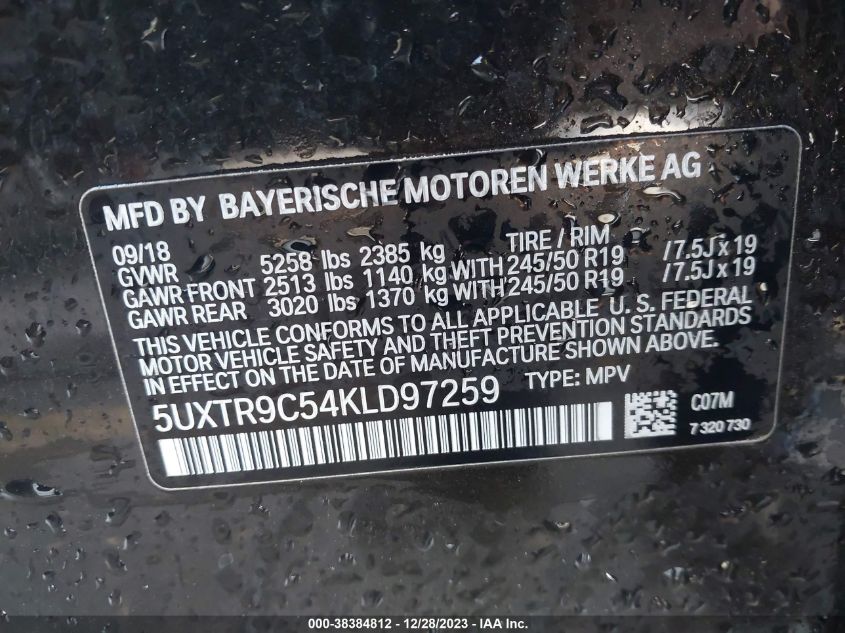 MFD BY BAYERISCHE MOTOREN WERKE AG
09/18 TIRE / RIM
GVWR 5258 lbs 2385 kg
GAWR FRONT 2513 lbs 1140 kg WITH 245/50 R19 /7.5J x 19
GAWR REAR 3020 lbs 1370 kg WITH 245/50 R19 /7.5J x 19
THIS VEHICLE CONFORMS TO ALL APPLICABLE U. S. FEDERAL
MOTOR VEHICLE SAFETY AND THEFT PREVENTION STANDARDS
IN EFFECT ON THE DATE OF MANUFACTURE SHOWN ABOVE.
5UXTR9C54KLD97259 TYPE: MPV
C07M
7 320 730
000-38384812 - 12/28/2023 - IAA Inc.